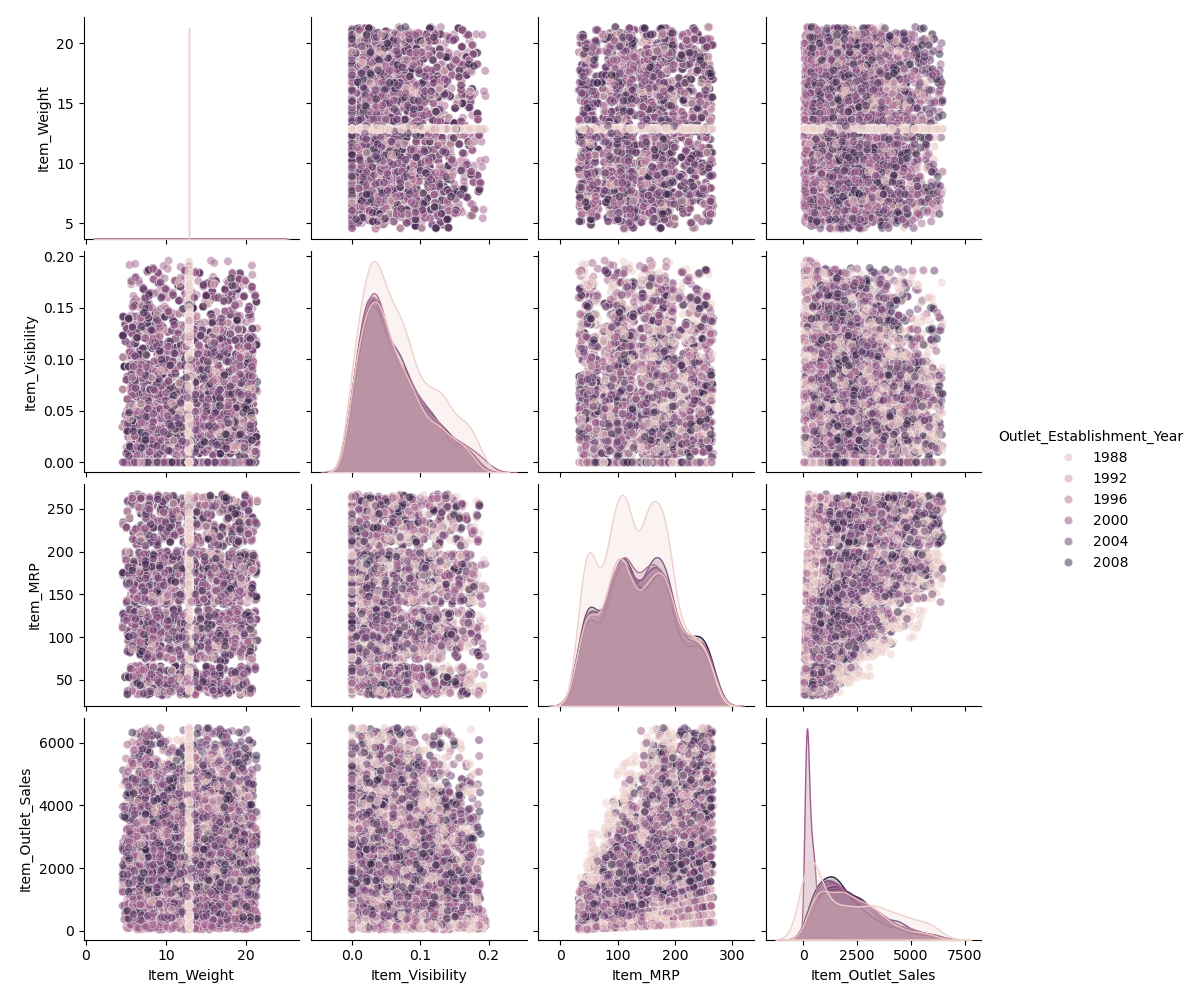 20
15
10
5
Item_Weight
0.20
0.15
0.10
0.05
0.00
Item_Visibility
250
200
150
100
50
Item_MRP
6000
4000
2000
0
Item_Outlet_Sales
0 10 20
Item_Weight
0.0 0.1 0.2
Item_Visibility
0 100 200 300
Item_MRP
0 2500 5000 7500
Item_Outlet_Sales
Outlet_Establishment_Year
1988
1992
1996
2000
2004
2008